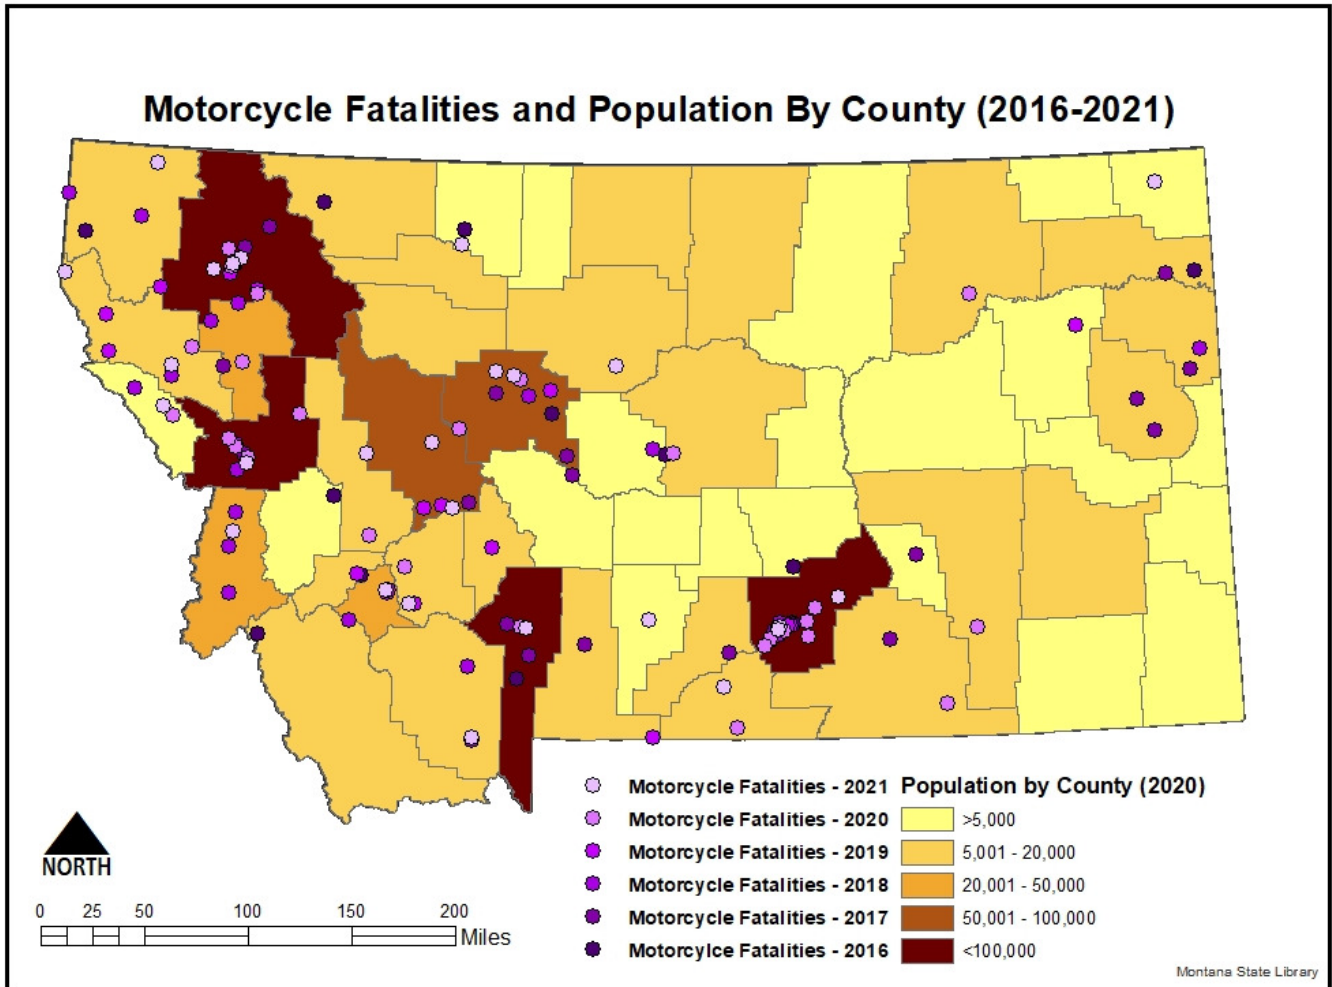 Motorcycle Fatalities and Population By County (2016-2021)
Motorcycle Fatalities - 2021
Motorcycle Fatalities - 2020
Motorcycle Fatalities - 2019
Motorcycle Fatalities - 2018
Motorcycle Fatalities - 2017
Motorcylce Fatalities - 2016
Population by County (2020)
>5,000
5,001 - 20,000
20,001 - 50,000
50,001 - 100,000
<100,000
NORTH
0 25 50 100 150 200
Miles
Montana State Library